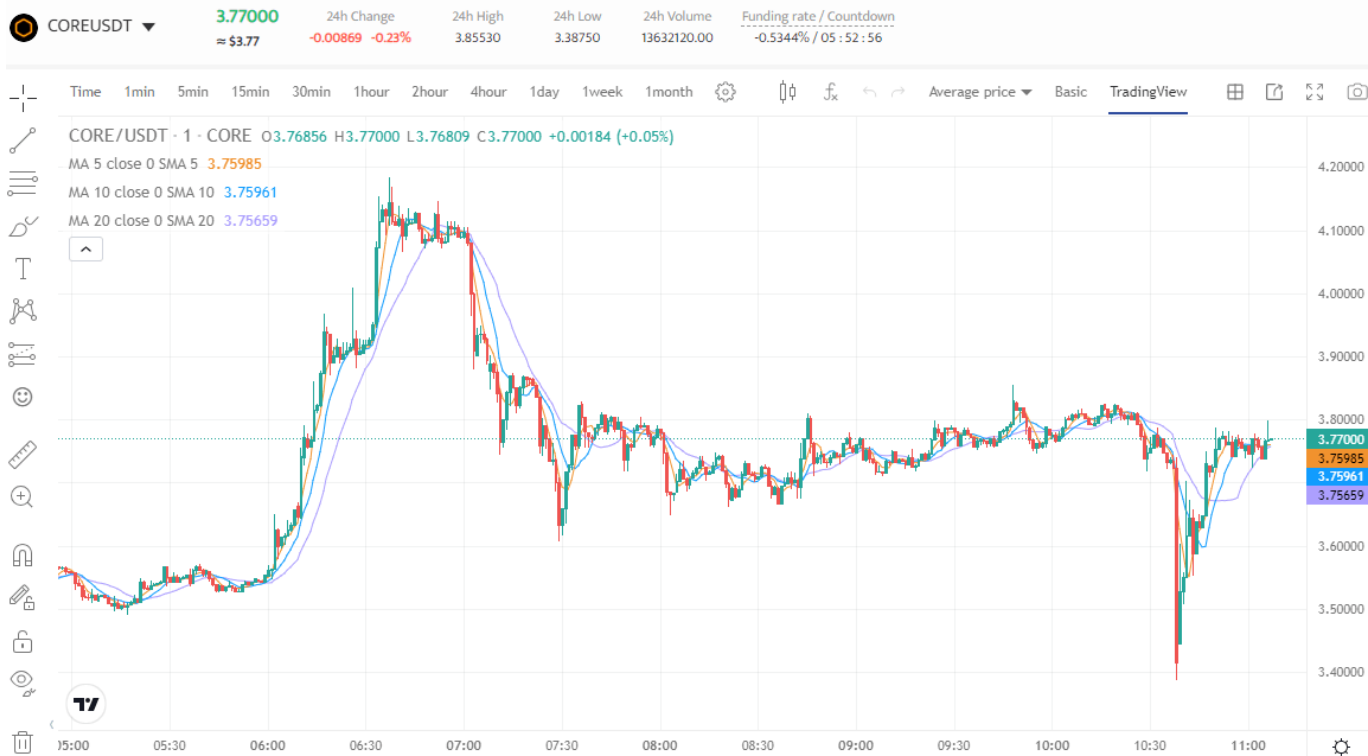 COREUSDT
3.77000
≈ $3.77
24h Change
-0.00869 -0.23%
24h High
3.85530
24h Low
3.38750
24h Volume
13632120.00
Funding rate / Countdown
-0.5344% / 05 : 52 : 56
Time 1min 5min 15min 30min 1hour 2hour 4hour 1day 1week 1month Average price Basic TradingView
CORE/USDT · 1 · CORE O3.76856 H3.77000 L3.76809 C3.77000 +0.00184 (+0.05%)
MA 5 close 0 SMA 5 3.75985
MA 10 close 0 SMA 10 3.75961
MA 20 close 0 SMA 20 3.75659
4.20000
4.10000
4.00000
3.90000
3.80000
3.77000
3.75985
3.75961
3.75659
3.60000
3.50000
3.40000
05:00 05:30 06:00 06:30 07:00 07:30 08:00 08:30 09:00 09:30 10:00 10:30 11:00